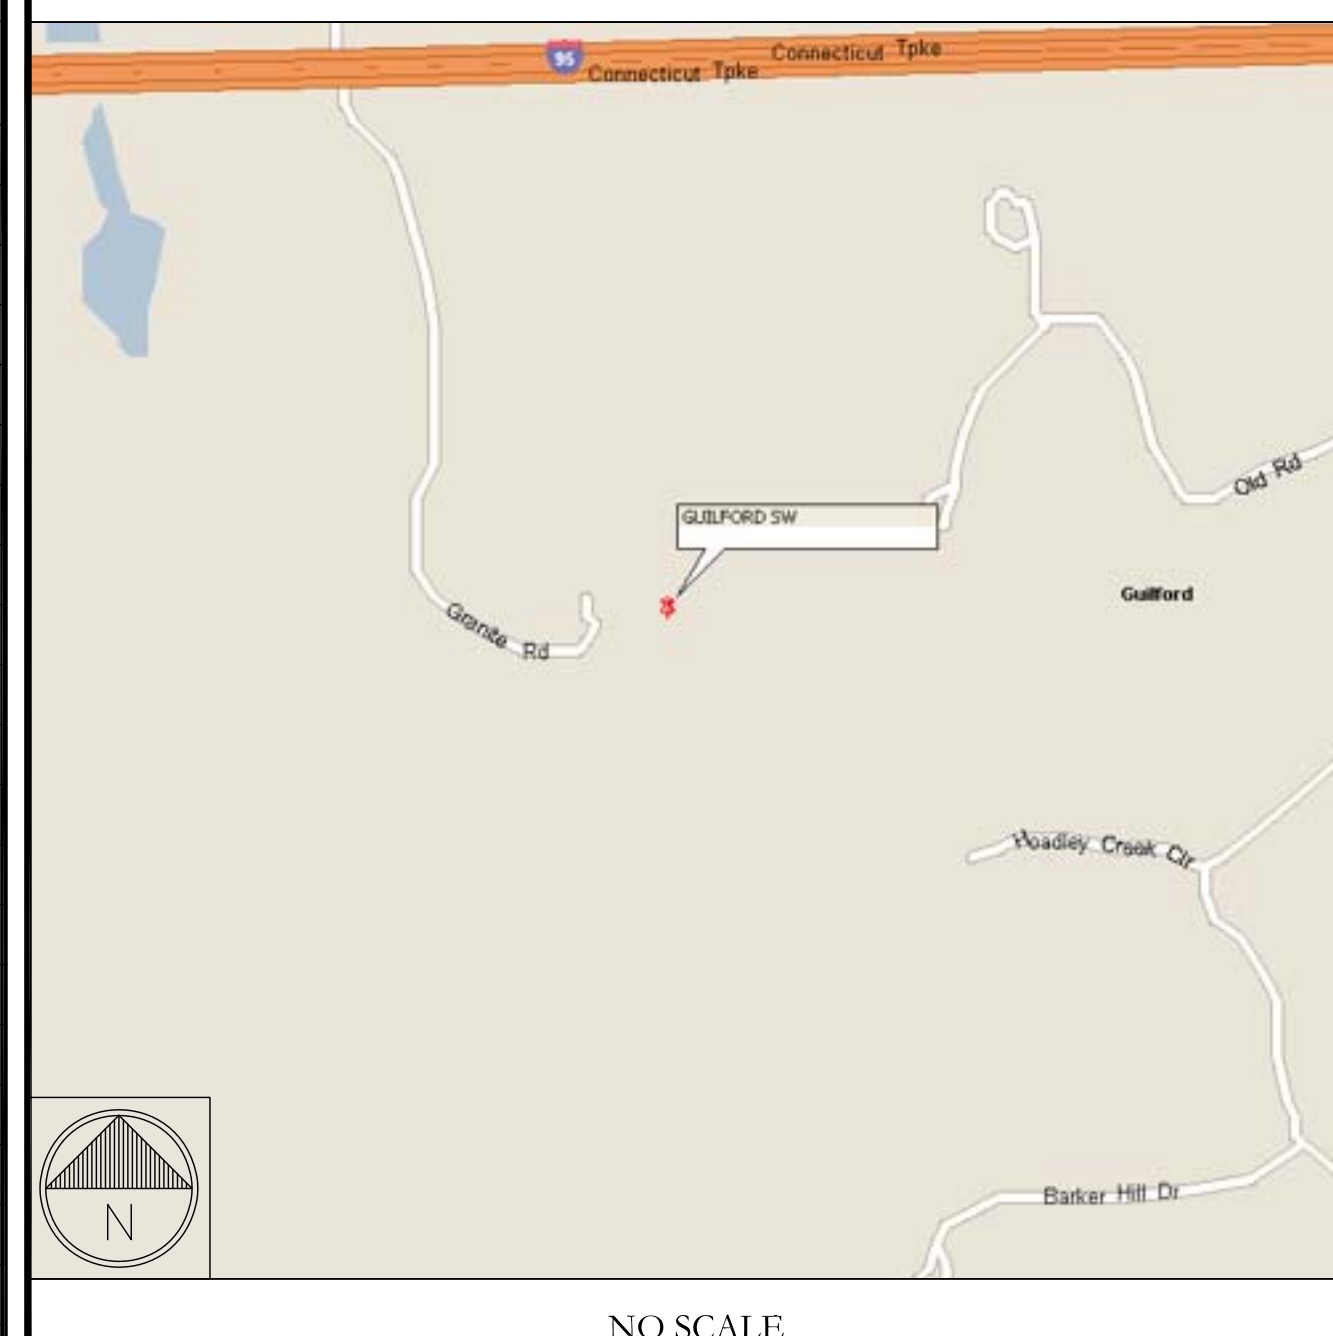 95
Connecticut Tpke
Connecticut Tpke
Old Rd
GUILFORD SW
Guilford
Granite Rd
Hoadley Creek Cir
Barker Hill Dr
N
NO SCALE